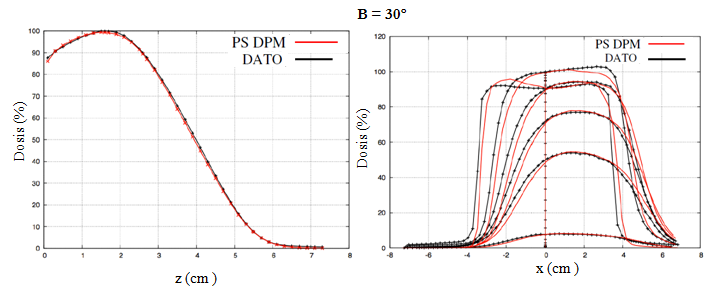 B = 30°
PS DPM
DATO
Dosis (%)
100
90
80
70
60
50
40
30
20
10
0
0 1 2 3 4 5 6 7 8
z (cm )
PS DPM
DATO
Dosis (%)
120
100
80
60
40
20
0
-8 -6 -4 -2 0 2 4 6 8
x (cm )